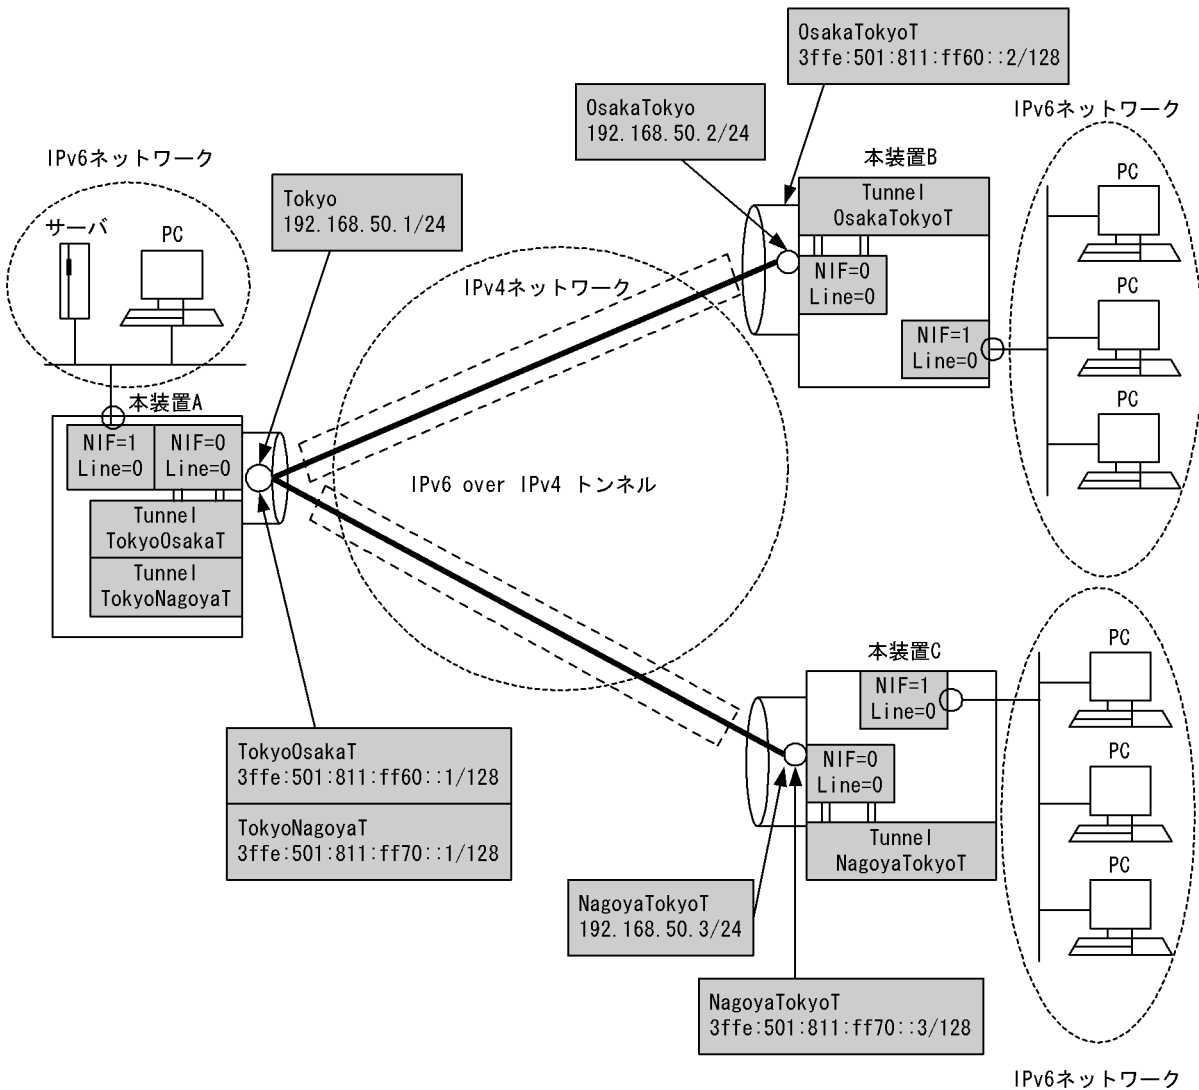 OsakaTokyoT
3ffe:501:811:ff60::2/128
OsakaTokyo
192.168.50.2/24
IPv6ネットワーク
本装置B
Tunnel
OsakaTokyoT
NIF=0
Line=0
NIF=1
Line=0
PC
PC
PC
IPv6ネットワーク
サーバ
PC
Tokyo
192.168.50.1/24
IPv4ネットワーク
本装置A
NIF=1
Line=0
NIF=0
Line=0
Tunnel
TokyoOsakaT
Tunnel
TokyoNagoyaT
IPv6 over IPv4 トンネル
TokyoOsakaT
3ffe:501:811:ff60::1/128
TokyoNagoyaT
3ffe:501:811:ff70::1/128
本装置C
NIF=1
Line=0
NIF=0
Line=0
Tunnel
NagoyaTokyoT
PC
PC
PC
NagoyaTokyoT
192.168.50.3/24
NagoyaTokyoT
3ffe:501:811:ff70::3/128
IPv6ネットワーク